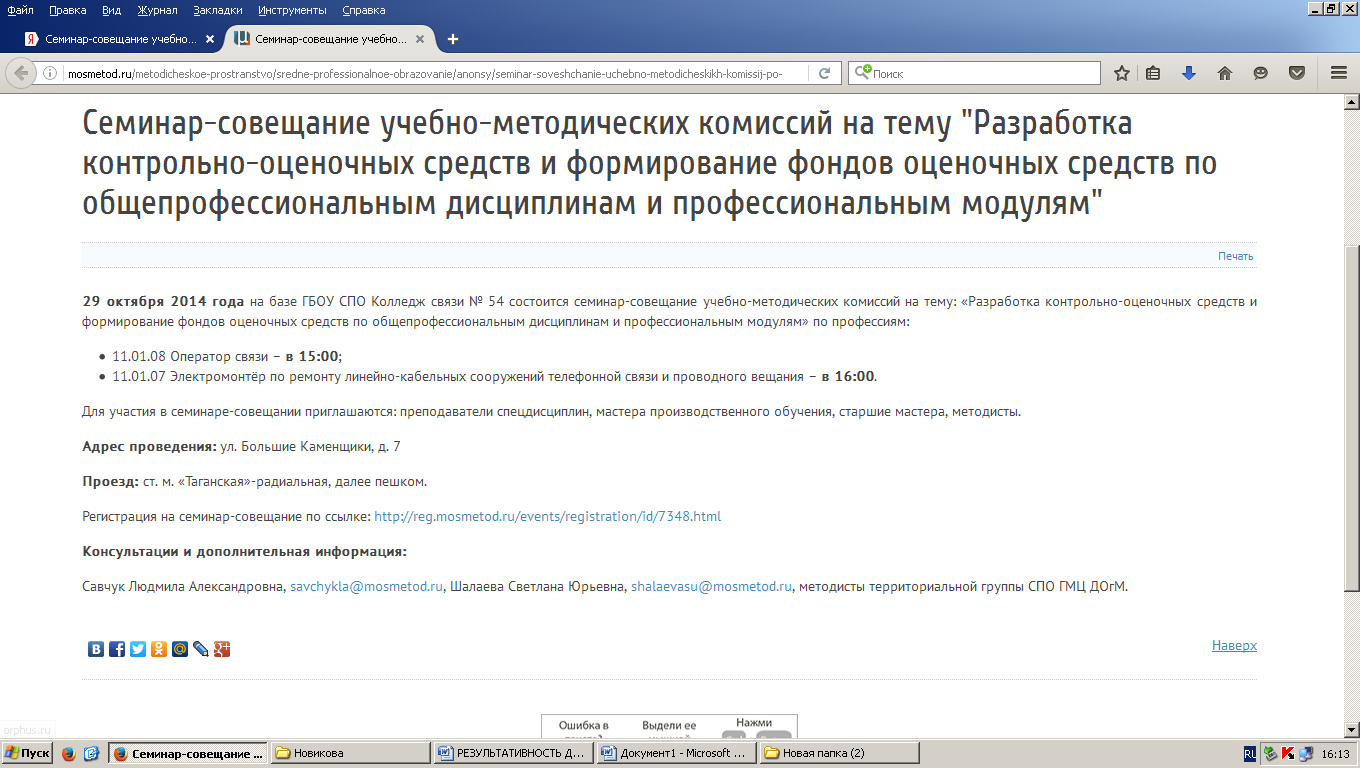 Файл Правка Вид Журнал Закладки Инструменты Справка
Семинар-совещание учебно... Семинар-совещание учебно...
mosmetod.ru/metodicheskoe-prostranstvo/sredne-professionalnoe-obrazovanie/anonsy/seminar-soveshchanie-uchebno-metodicheskikh-komissij-po- Поиск
Семинар-совещание учебно-методических комиссий на тему "Разработка
контрольно-оценочных средств и формирование фондов оценочных средств по
общепрофессиональным дисциплинам и профессиональным модулям"
Печать
29 октября 2014 года на базе ГБОУ СПО Колледж связи № 54 состоится семинар-совещание учебно-методических комиссий на тему: «Разработка контрольно-оценочных средств и
формирование фондов оценочных средств по общепрофессиональным дисциплинам и профессиональным модулям» по профессиям:
• 11.01.08 Оператор связи – в 15:00;
• 11.01.07 Электромонтёр по ремонту линейно-кабельных сооружений телефонной связи и проводного вещания – в 16:00.
Для участия в семинаре-совещании приглашаются: преподаватели спецдисциплин, мастера производственного обучения, старшие мастера, методисты.
Адрес проведения: ул. Большие Каменщики, д. 7
Проезд: ст. м. «Таганская»-радиальная, далее пешком.
Регистрация на семинар-совещание по ссылке: http://reg.mosmetod.ru/events/registration/id/7348.html
Консультации и дополнительная информация:
Савчук Людмила Александровна, savchykla@mosmetod.ru, Шалаева Светлана Юрьевна, shalaevasu@mosmetod.ru, методисты территориальной группы СПО ГМЦ ДОгМ.
Наверх
Ошибка в Выдели ее Нажми
orphus.ru
Пуск Семинар-совещание ... Новикова РЕЗУЛЬТАТИВНОСТЬ Д... Документ1 - Microsoft ... Новая папка (2) RU 16:13